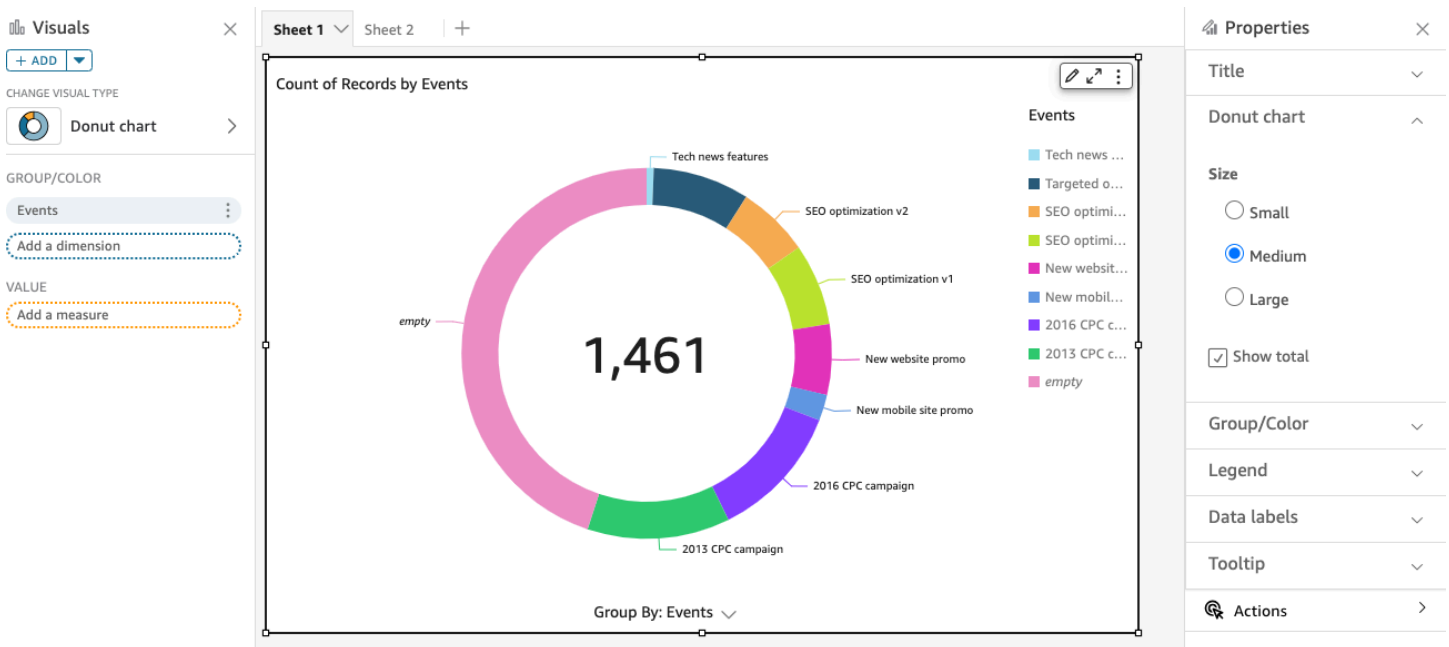 Visuals
+ ADD
CHANGE VISUAL TYPE
Donut chart
GROUP/COLOR
Events
Add a dimension
VALUE
Add a measure
Sheet 1
Sheet 2
Count of Records by Events
Tech news features
SEO optimization v2
SEO optimization v1
empty
1,461
New website promo
New mobile site promo
2016 CPC campaign
2013 CPC campaign
Group By: Events
Events
Tech news ...
Targeted o...
SEO optimi...
SEO optimi...
New websit...
New mobil...
2016 CPC c...
2013 CPC c...
empty
Properties
Title
Donut chart
Size
Small
Medium
Large
Show total
Group/Color
Legend
Data labels
Tooltip
Actions